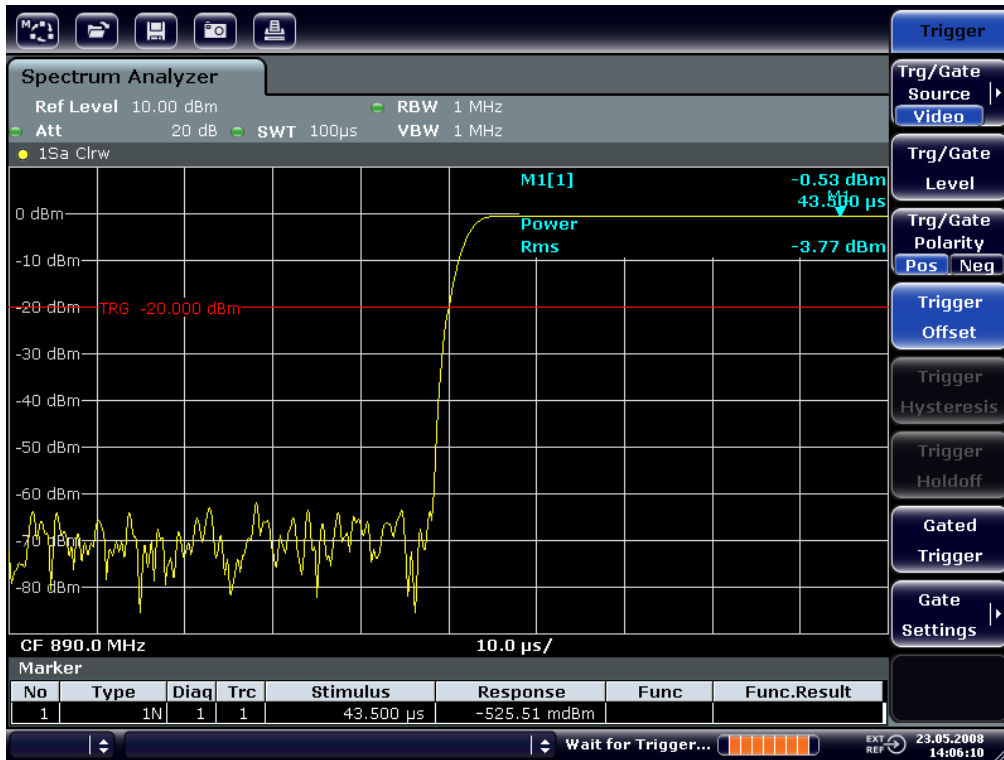 Trigger
Spectrum Analyzer
Ref Level 10.00 dBm RBW 1 MHz
Att 20 dB SWT 100µs VBW 1 MHz
1Sa Clrw
M1[1] -0.53 dBm
43.500 µs
M1
Power
Rms -3.77 dBm
0 dBm
-10 dBm
-20 dBm
TRG -20.000 dBm
-30 dBm
-40 dBm
-50 dBm
-60 dBm
-70 dBm
-80 dBm
CF 890.0 MHz 10.0 µs/
Marker
No Type Diag Trc Stimulus Response Func Func.Result
1 1N 1 1 43.500 µs -525.51 mdBm
Wait for Trigger...
EXT REF
23.05.2008
14:06:10
Trg/Gate
Source
Video
Trg/Gate
Level
Trg/Gate
Polarity
Pos Neg
Trigger
Offset
Trigger
Hysteresis
Trigger
Holdoff
Gated
Trigger
Gate
Settings